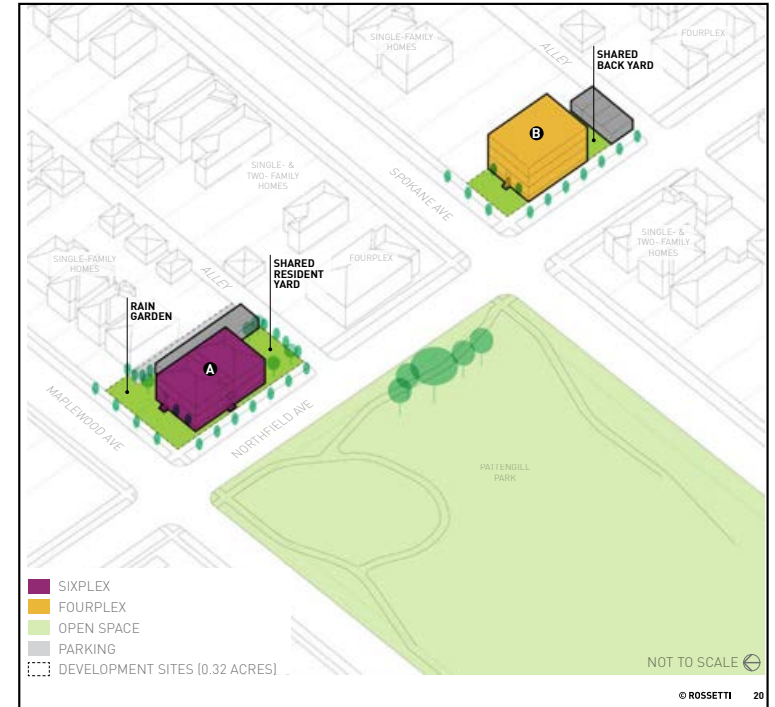 SINGLE-FAMILY
HOMES
ALLEY
FOURPLEX
SHARED
BACK YARD
B
SPOKANE AVE
SINGLE- &
TWO- FAMILY
HOMES
SINGLE- &
TWO- FAMILY
HOMES
SINGLE-FAMILY
HOMES
ALLEY
SHARED
RESIDENT
YARD
FOURPLEX
RAIN
GARDEN
A
MAPLEWOOD AVE
NORTHFIELD AVE
PATTENGILL
PARK
SIXPLEX
FOURPLEX
OPEN SPACE
PARKING
DEVELOPMENT SITES (0.32 ACRES)
NOT TO SCALE
© ROSSETTI 20